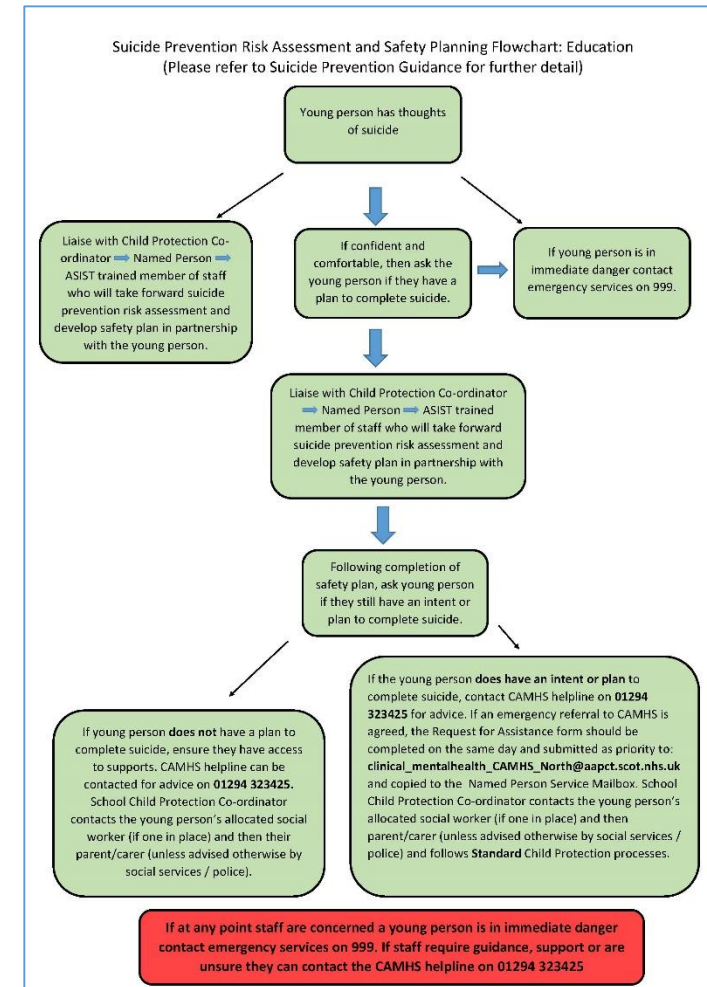 Suicide Prevention Risk Assessment and Safety Planning Flowchart: Education
(Please refer to Suicide Prevention Guidance for further detail)
Young person has thoughts
of suicide
Liaise with Child Protection Co-
ordinator Named Person
ASIST trained member of staff
who will take forward suicide
prevention risk assessment and
develop safety plan in partnership
with the young person.
If confident and
comfortable, then ask the
young person if they have a
plan to complete suicide.
If young person is in
immediate danger contact
emergency services on 999.
Liaise with Child Protection Co-ordinator
Named Person ASIST trained
member of staff who will take forward
suicide prevention risk assessment and
develop safety plan in partnership with
the young person.
Following completion of
safety plan, ask young person
if they still have an intent or
plan to complete suicide.
If young person does not have a plan to
complete suicide, ensure they have access
to supports. CAMHS helpline can be
contacted for advice on 01294 323425.
School Child Protection Co-ordinator
contacts the young person's allocated social
worker (if one in place) and then their
parent/carer (unless advised otherwise by
social services / police).
If the young person does have an intent or plan to
complete suicide, contact CAMHS helpline on 01294
323425 for advice. If an emergency referral to CAMHS is
agreed, the Request for Assistance form should be
completed on the same day and submitted as priority to:
clinical_mentalhealth_CAMHS_North@aapct.scot.nhs.uk
and copied to the Named Person Service Mailbox. School
Child Protection Co-ordinator contacts the young person's
allocated social worker (if one in place) and then
parent/carer (unless advised otherwise by social services /
police) and follows Standard Child Protection processes.
If at any point staff are concerned a young person is in immediate danger
contact emergency services on 999. If staff require guidance, support or are
unsure they can contact the CAMHS helpline on 01294 323425